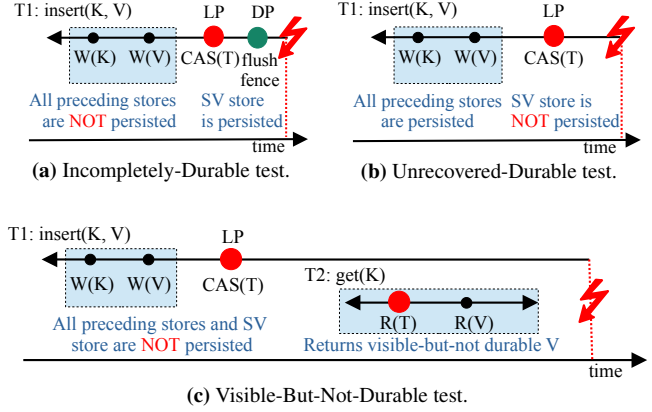 LP DP
T1: insert(K, V)
W(K) W(V) CAS(T) flush
fence
All preceding stores SV store
are NOT persisted is persisted
time
(a) Incompletely-Durable test.
LP
T1: insert(K, V)
W(K) W(V) CAS(T)
All preceding stores SV store is
are persisted NOT persisted
time
(b) Unrecovered-Durable test.
LP
T1: insert(K, V)
W(K) W(V) CAS(T)
T2: get(K)
R(T) R(V)
All preceding stores and SV
store are NOT persisted
Returns visible-but-not durable V
time
(c) Visible-But-Not-Durable test.